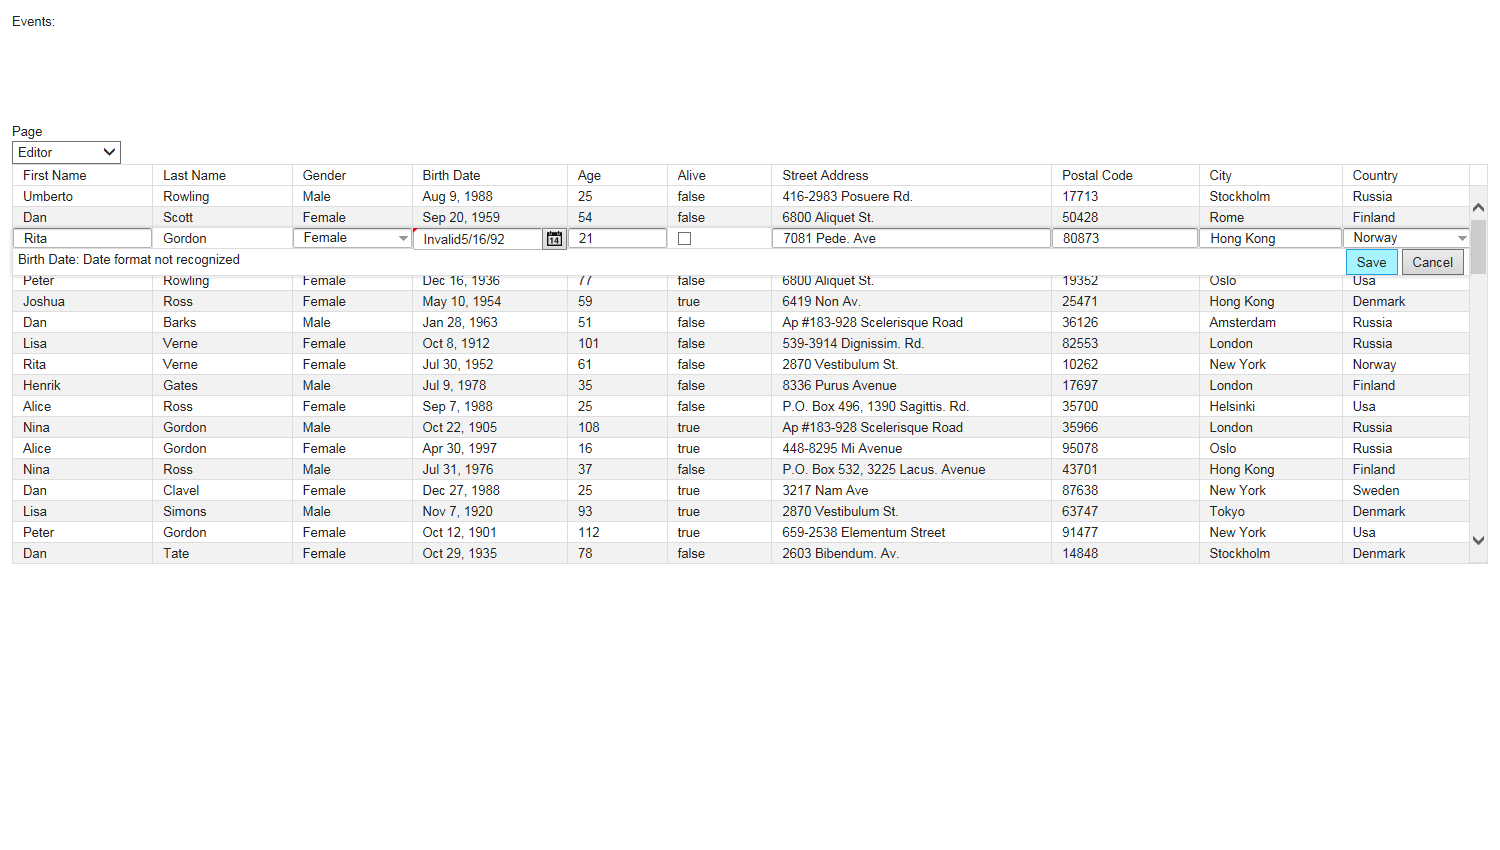 Events:
Page
Editor
First Name Last Name Gender Birth Date Age Alive Street Address Postal Code City Country
Umberto Rowling Male Aug 9, 1988 25 false 416-2983 Posuere Rd. 17713 Stockholm Russia
Dan Scott Female Sep 20, 1959 54 false 6800 Aliquet St. 50428 Rome Finland
Rita Gordon Female Invalid5/16/92 14 21 7081 Pede. Ave 80873 Hong Kong Norway
Birth Date: Date format not recognized Save Cancel
Peter Rowling Female Dec 16, 1936 77 false 6800 Aliquet St. 19352 Oslo Usa
Joshua Ross Female May 10, 1954 59 true 6419 Non Av. 25471 Hong Kong Denmark
Dan Barks Male Jan 28, 1963 51 false Ap #183-928 Scelerisque Road 36126 Amsterdam Russia
Lisa Verne Female Oct 8, 1912 101 false 539-3914 Dignissim. Rd. 82553 London Russia
Rita Verne Female Jul 30, 1952 61 false 2870 Vestibulum St. 10262 New York Norway
Henrik Gates Male Jul 9, 1978 35 false 8336 Purus Avenue 17697 London Finland
Alice Ross Female Sep 7, 1988 25 false P.O. Box 496, 1390 Sagittis. Rd. 35700 Helsinki Usa
Nina Gordon Male Oct 22, 1905 108 true Ap #183-928 Scelerisque Road 35966 London Russia
Alice Gordon Female Apr 30, 1997 16 true 448-8295 Mi Avenue 95078 Oslo Russia
Nina Ross Male Jul 31, 1976 37 false P.O. Box 532, 3225 Lacus. Avenue 43701 Hong Kong Finland
Dan Clavel Female Dec 27, 1988 25 true 3217 Nam Ave 87638 New York Sweden
Lisa Simons Male Nov 7, 1920 93 true 2870 Vestibulum St. 63747 Tokyo Denmark
Peter Gordon Female Oct 12, 1901 112 true 659-2538 Elementum Street 91477 New York Usa
Dan Tate Female Oct 29, 1935 78 false 2603 Bibendum. Av. 14848 Stockholm Denmark